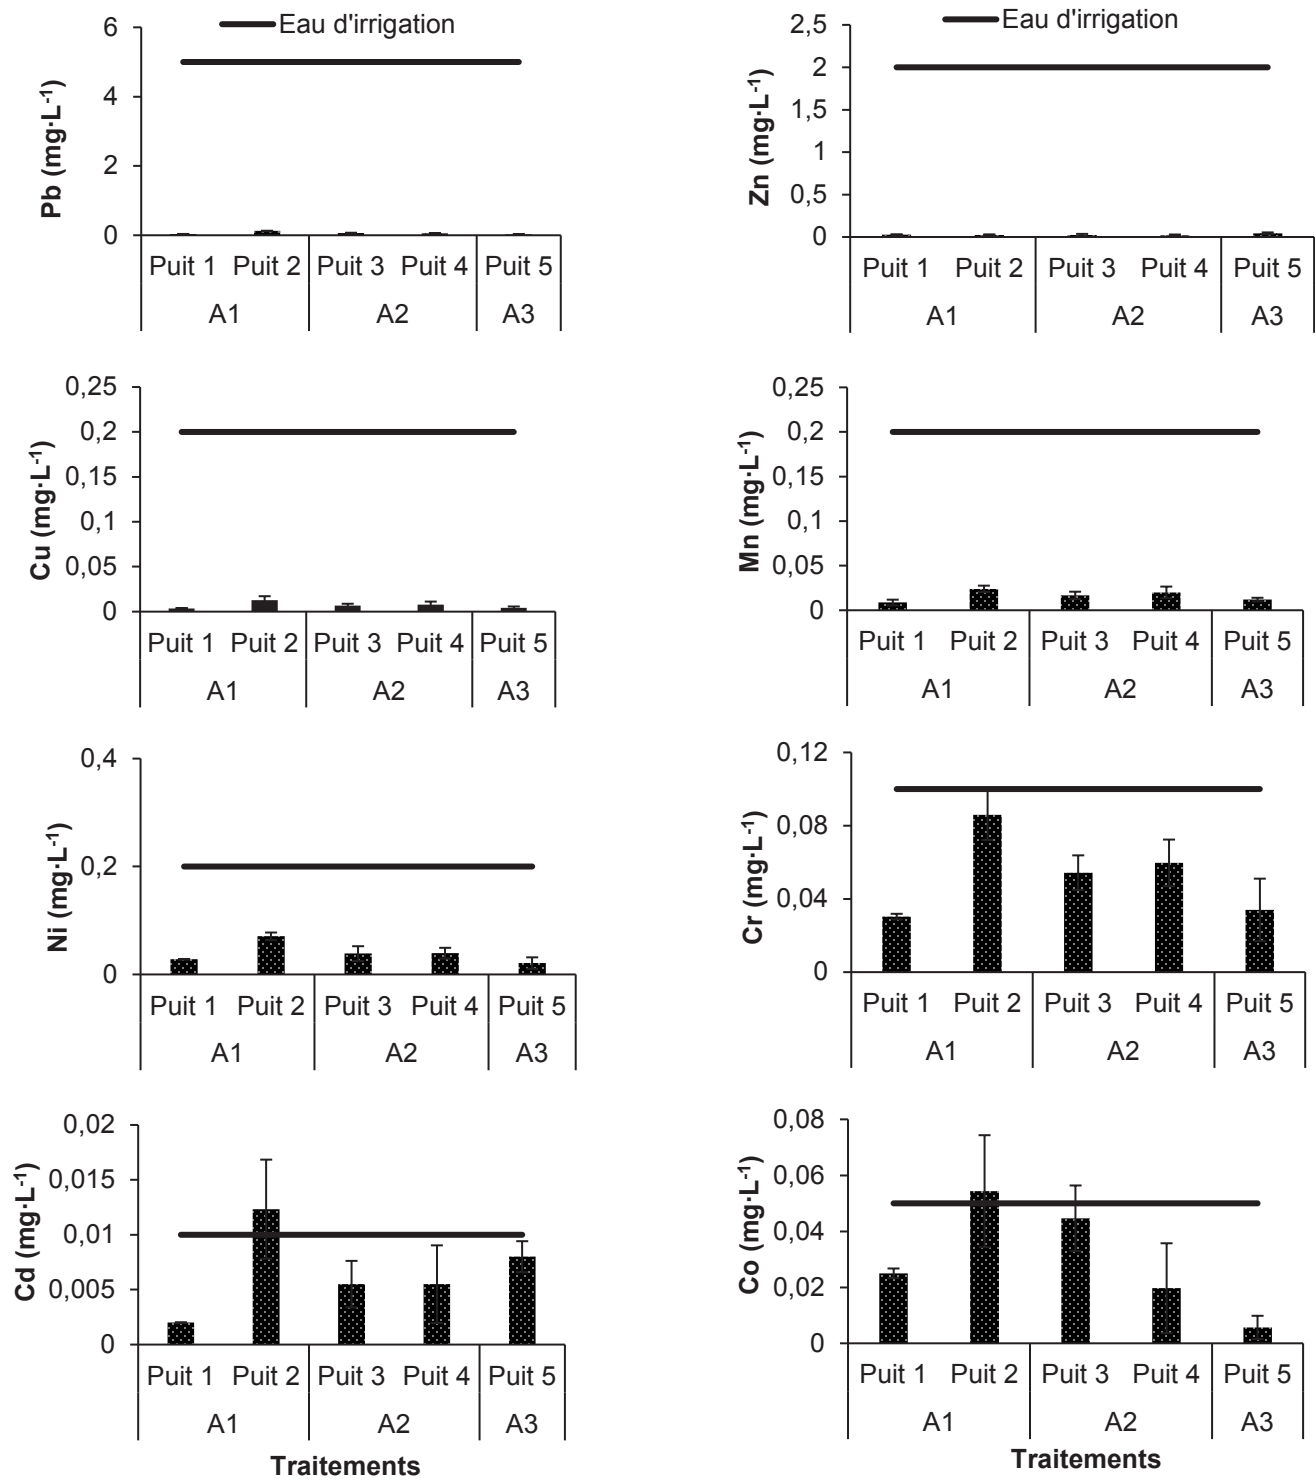 Eau d'irrigation
Pb (mg·L-1)
6
4
2
0
Puit 1 Puit 2 Puit 3 Puit 4 Puit 5
A1 A2 A3
Eau d'irrigation
Zn (mg·L-1)
2,5
2
1,5
1
0,5
0
Puit 1 Puit 2 Puit 3 Puit 4 Puit 5
A1 A2 A3
Cu (mg·L-1)
0,25
0,2
0,15
0,1
0,05
0
Puit 1 Puit 2 Puit 3 Puit 4 Puit 5
A1 A2 A3
Mn (mg·L-1)
0,25
0,2
0,15
0,1
0,05
0
Puit 1 Puit 2 Puit 3 Puit 4 Puit 5
A1 A2 A3
Ni (mg·L-1)
0,4
0,2
0
Puit 1 Puit 2 Puit 3 Puit 4 Puit 5
A1 A2 A3
Cr (mg·L-1)
0,12
0,08
0,04
0
Puit 1 Puit 2 Puit 3 Puit 4 Puit 5
A1 A2 A3
Cd (mg·L-1)
0,02
0,015
0,01
0,005
0
Puit 1 Puit 2 Puit 3 Puit 4 Puit 5
A1 A2 A3
Traitements
Co (mg·L-1)
0,08
0,06
0,04
0,02
0
Puit 1 Puit 2 Puit 3 Puit 4 Puit 5
A1 A2 A3
Traitements